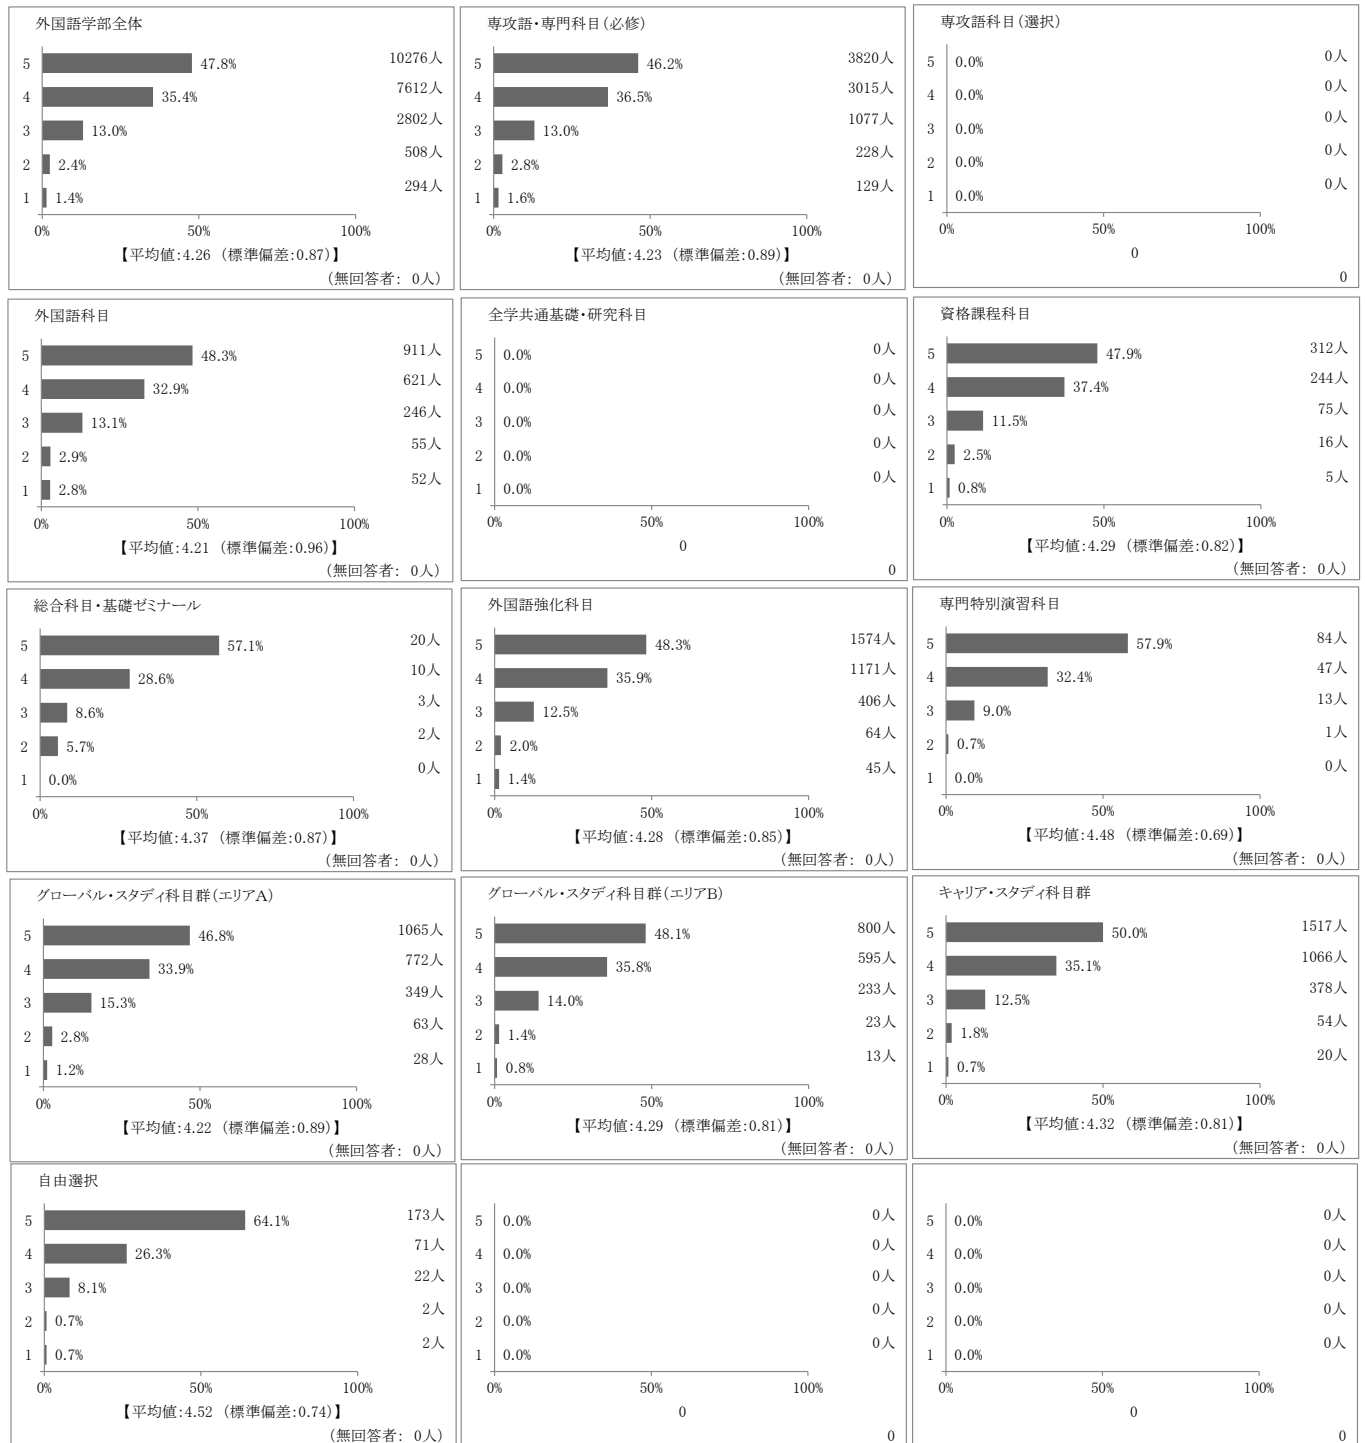 外国語学部全体
5 47.8% 10276人
4 35.4% 7612人
3 13.0% 2802人
2 2.4% 508人
1 1.4% 294人
0% 50% 100%
【平均値:4.26 (標準偏差:0.87)】
(無回答者: 0人)
専攻語・専門科目(必修)
5 46.2% 3820人
4 36.5% 3015人
3 13.0% 1077人
2 2.8% 228人
1 1.6% 129人
0% 50% 100%
【平均値:4.23 (標準偏差:0.89)】
(無回答者: 0人)
専攻語科目(選択)
5 0.0% 0人
4 0.0% 0人
3 0.0% 0人
2 0.0% 0人
1 0.0% 0人
0% 50% 100%
0
0
外国語科目
5 48.3% 911人
4 32.9% 621人
3 13.1% 246人
2 2.9% 55人
1 2.8% 52人
0% 50% 100%
【平均値:4.21 (標準偏差:0.96)】
(無回答者: 0人)
全学共通基礎・研究科目
5 0.0% 0人
4 0.0% 0人
3 0.0% 0人
2 0.0% 0人
1 0.0% 0人
0% 50% 100%
0
0
資格課程科目
5 47.9% 312人
4 37.4% 244人
3 11.5% 75人
2 2.5% 16人
1 0.8% 5人
0% 50% 100%
【平均値:4.29 (標準偏差:0.82)】
(無回答者: 0人)
総合科目・基礎ゼミナール
5 57.1% 20人
4 28.6% 10人
3 8.6% 3人
2 5.7% 2人
1 0.0% 0人
0% 50% 100%
【平均値:4.37 (標準偏差:0.87)】
(無回答者: 0人)
外国語強化科目
5 48.3% 1574人
4 35.9% 1171人
3 12.5% 406人
2 2.0% 64人
1 1.4% 45人
0% 50% 100%
【平均値:4.28 (標準偏差:0.85)】
(無回答者: 0人)
専門特別演習科目
5 57.9% 84人
4 32.4% 47人
3 9.0% 13人
2 0.7% 1人
1 0.0% 0人
0% 50% 100%
【平均値:4.48 (標準偏差:0.69)】
(無回答者: 0人)
グローバル・スタディ科目群(エリアA)
5 46.8% 1065人
4 33.9% 772人
3 15.3% 349人
2 2.8% 63人
1 1.2% 28人
0% 50% 100%
【平均値:4.22 (標準偏差:0.89)】
(無回答者: 0人)
グローバル・スタディ科目群(エリアB)
5 48.1% 800人
4 35.8% 595人
3 14.0% 233人
2 1.4% 23人
1 0.8% 13人
0% 50% 100%
【平均値:4.29 (標準偏差:0.81)】
(無回答者: 0人)
キャリア・スタディ科目群
5 50.0% 1517人
4 35.1% 1066人
3 12.5% 378人
2 1.8% 54人
1 0.7% 20人
0% 50% 100%
【平均値:4.32 (標準偏差:0.81)】
(無回答者: 0人)
自由選択
5 64.1% 173人
4 26.3% 71人
3 8.1% 22人
2 0.7% 2人
1 0.7% 2人
0% 50% 100%
【平均値:4.52 (標準偏差:0.74)】
(無回答者: 0人)
5 0.0% 0人
4 0.0% 0人
3 0.0% 0人
2 0.0% 0人
1 0.0% 0人
0% 50% 100%
0
0
5 0.0% 0人
4 0.0% 0人
3 0.0% 0人
2 0.0% 0人
1 0.0% 0人
0% 50% 100%
0
0